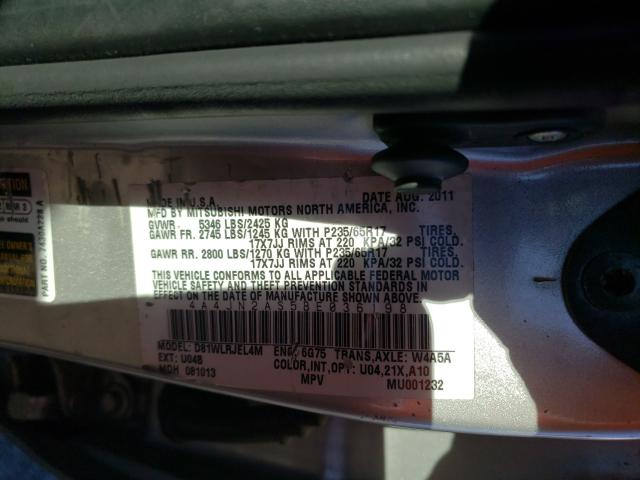 MADE IN U.S.A. DATE AUG. 2011
MFD BY MITSUBISHI MOTORS NORTH AMERICA, INC.
GVWR 5346 LBS/2425 KG
GAWR FR. 2745 LBS/1245 KG WITH P235/65R17 TIRES,
17X7JJ RIMS AT 220 KPA/32 PSI COLD.
GAWR RR. 2800 LBS/1270 KG WITH P235/65R17 TIRES,
17X7JJ RIMS AT 220 KPA/32 PSI COLD.
THIS VEHICLE CONFORMS TO ALL APPLICABLE FEDERAL MOTOR
VEHICLE SAFETY AND THEFT PREVENTION STANDARDS IN
EFFECT ON THE DATE OF MANUFACTURE SHOWN ABOVE.
4A4JN2AS5BE036198
MODEL: D81WLRJEL4M ENG: 6G75 TRANS,AXLE: W4A5A
EXT: U04B COLOR,INT,OPT: U04,21X,A10
MDH 081013 MPV MU001232